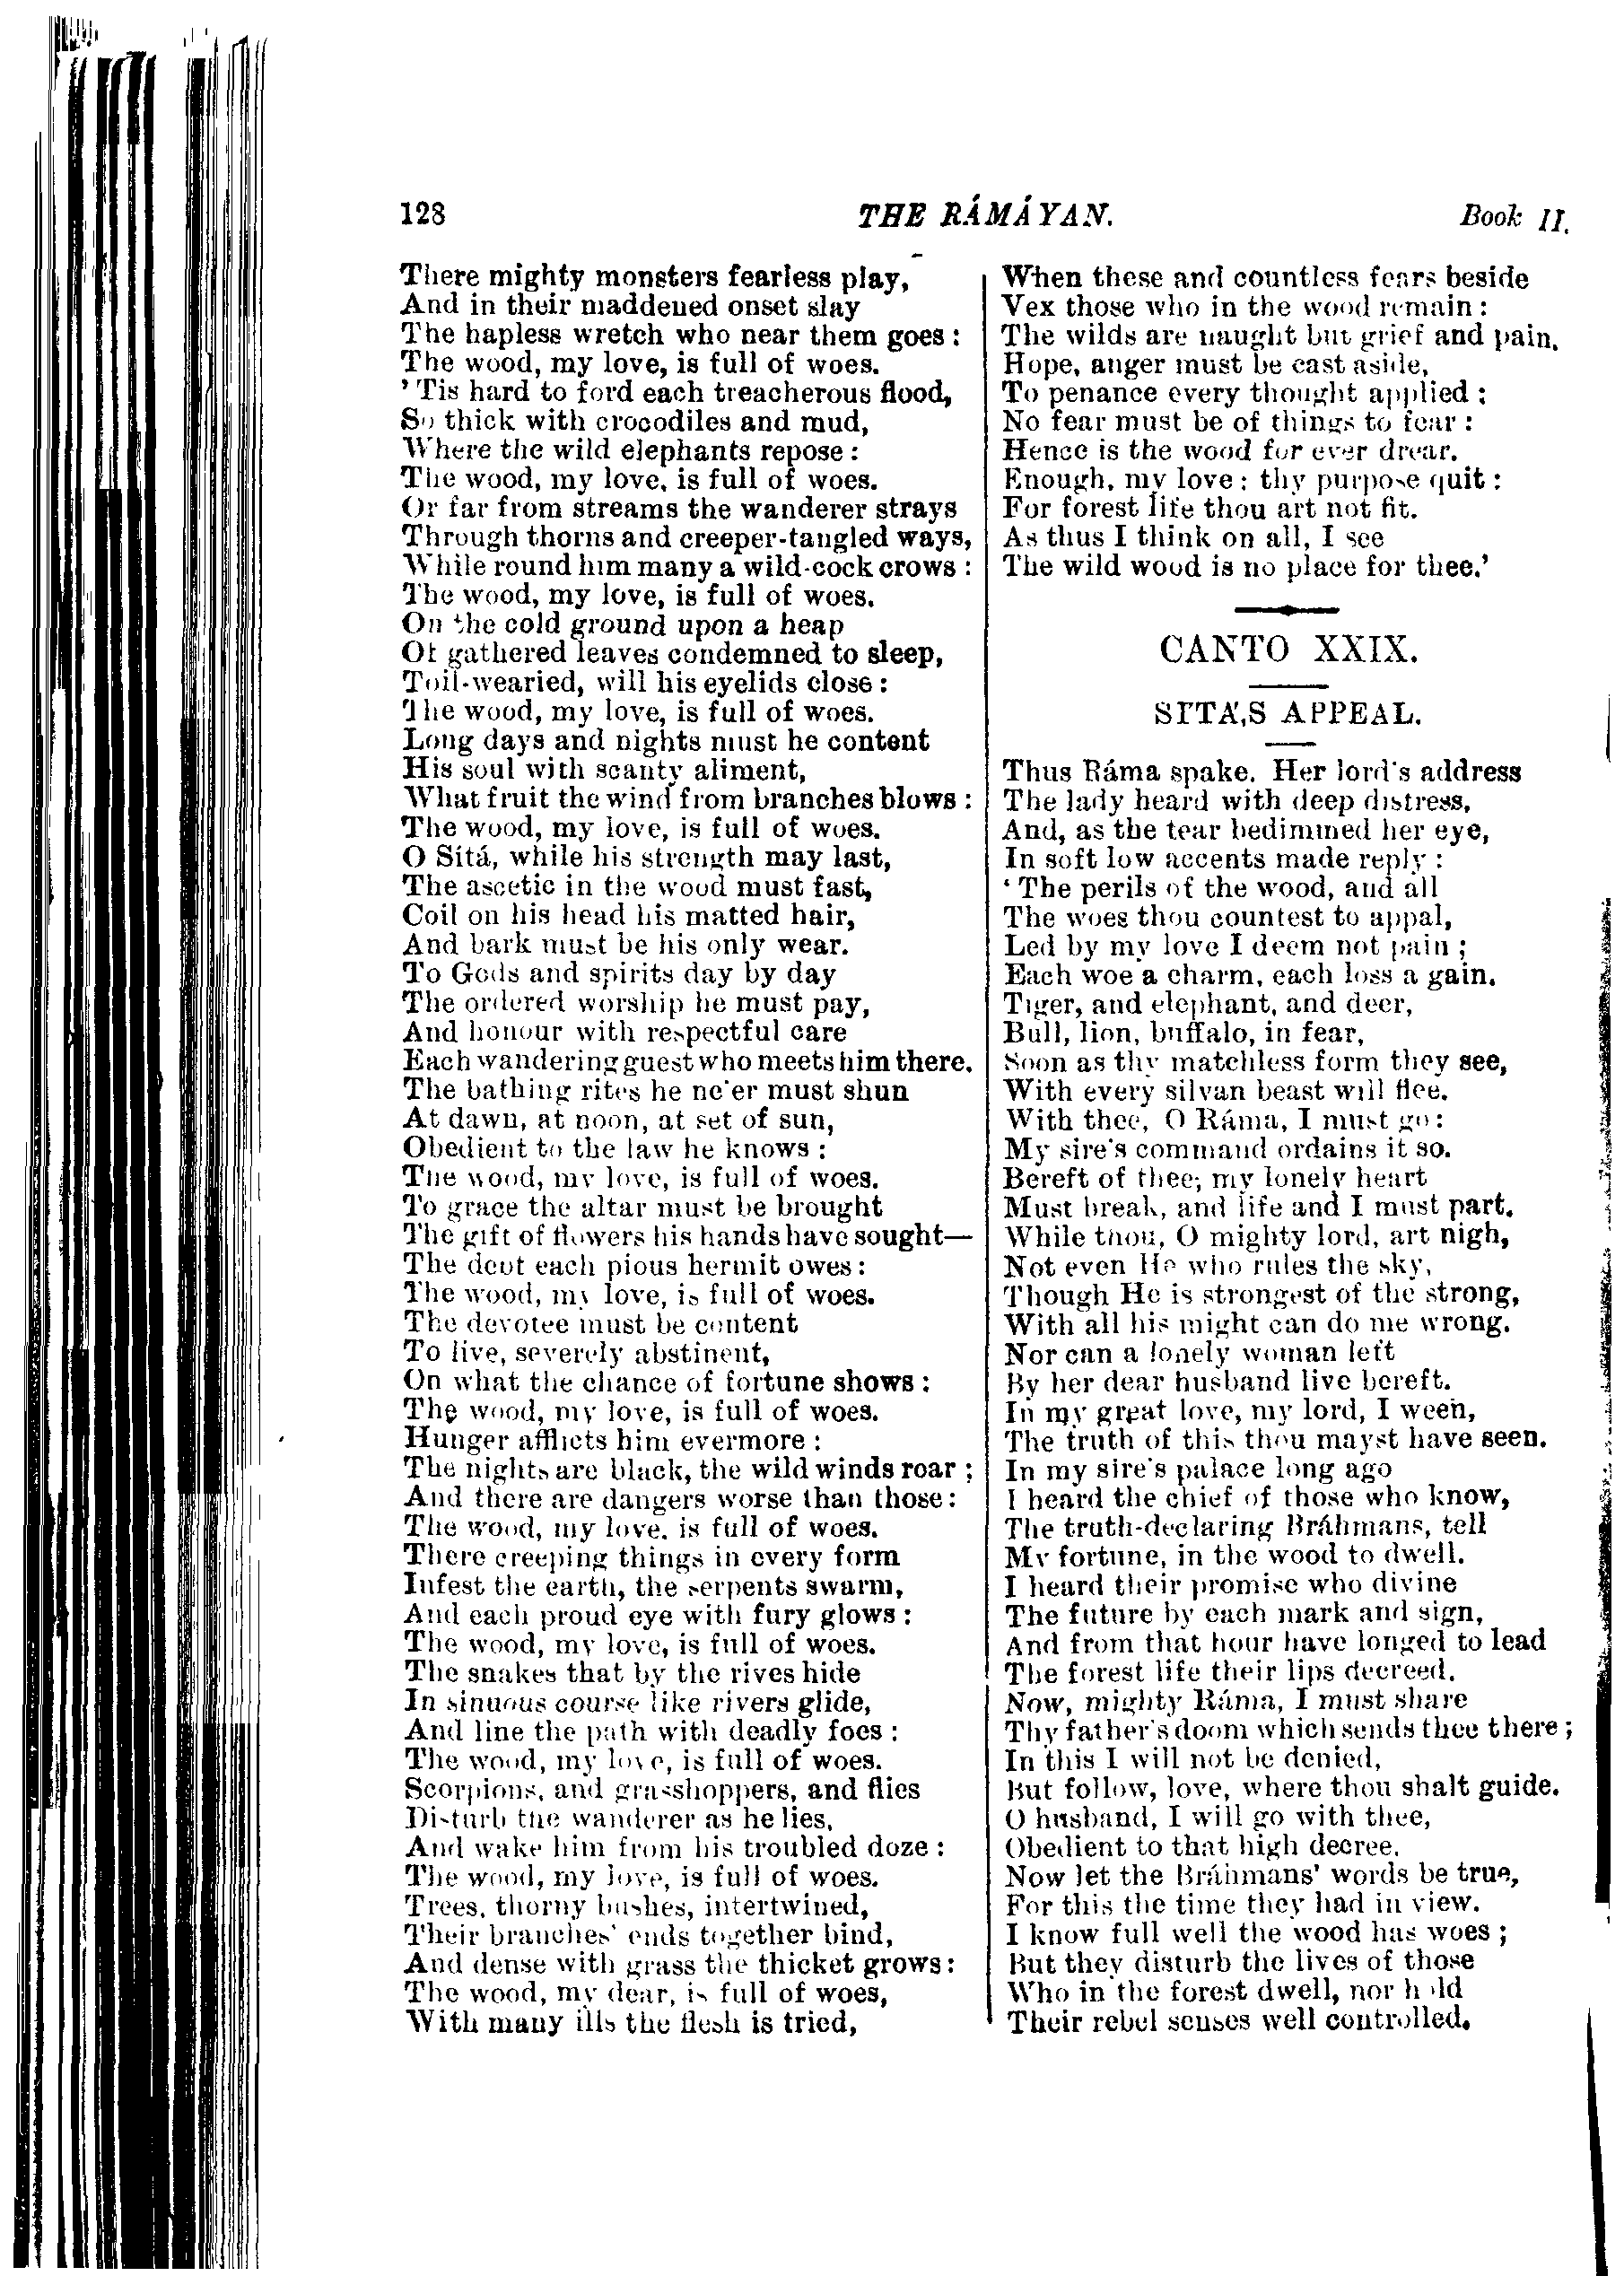 128 THE RÁMÁYAN. Book II.
There mighty monsters fearless play,
And in their maddened onset slay
The hapless wretch who near them goes :
The wood, my love, is full of woes.
’Tis hard to ford each treacherous flood,
So thick with crocodiles and mud,
Where the wild elephants repose :
The wood, my love, is full of woes.
Or far from streams the wanderer strays
Through thorns and creeper-tangled ways,
While round him many a wild-cock crows :
The wood, my love, is full of woes.
On the cold ground upon a heap
Of gathered leaves condemned to sleep,
Toil-wearied, will his eyelids close :
The wood, my love, is full of woes.
Long days and nights must he content
His soul with scanty aliment,
What fruit the wind from branches blows :
The wood, my love, is full of woes.
O Sítá, while his strength may last,
The ascetic in the wood must fast,
Coil on his head his matted hair,
And bark must be his only wear.
To Gods and spirits day by day
The ordered worship he must pay,
And honour with respectful care
Each wandering guest who meets him there.
The bathing rites he ne'er must shun
At dawn, at noon, at set of sun,
Obedient to the law he knows :
The wood, my love, is full of woes.
To grace the altar must be brought
The gift of flowers his hands have sought—
The debt each pious hermit owes :
The wood, my love, is full of woes.
The devotee must be content
To live, severely abstinent,
On what the chance of fortune shows :
The wood, my love, is full of woes.
Hunger afflicts him evermore :
The nights are black, the wild winds roar ;
And there are dangers worse than those :
The wood, my love, is full of woes.
There creeping things in every form
Infest the earth, the serpents swarm,
And each proud eye with fury glows :
The wood, my love, is full of woes.
The snakes that by the rives hide
In sinuous course like rivers glide,
And line the path with deadly foes :
The wood, my love, is full of woes.
Scorpions, and grasshoppers, and flies
Disturb the wanderer as he lies,
And wake him from his troubled doze :
The wood, my love, is full of woes.
Trees, thorny bushes, intertwined,
Their branches' ends together bind,
And dense with grass the thicket grows :
The wood, my dear, is full of woes,
With many ills the flesh is tried,
When these and countless fears beside
Vex those who in the wood remain :
The wilds are naught but grief and pain.
Hope, anger must be cast aside,
To penance every thought applied :
No fear must be of things to fear :
Hence is the wood for ever drear.
Enough, my love : thy purpose quit :
For forest life thou art not fit.
As thus I think on all, I see
The wild wood is no place for thee.’
CANTO XXIX.
SITÁ,S APPEAL.
Thus Ráma spake. Her lord's address
The lady heard with deep distress,
And, as the tear bedimmed her eye,
In soft low accents made reply :
‘ The perils of the wood, and all
The woes thou countest to appal,
Led by my love I deem not pain ;
Each woe a charm, each loss a gain.
Tiger, and elephant, and deer,
Bull, lion, buffalo, in fear,
Soon as thy matchless form they see,
With every silvan beast will flee.
With thee, O Ráma, I must go :
My sire's command ordains it so.
Bereft of thee, my lonely heart
Must break, and life and I must part.
While thou, O mighty lord, art nigh,
Not even He who rules the sky,
Though He is strongest of the strong,
With all his might can do me wrong.
Nor can a lonely woman left
By her dear husband live bereft.
In my great love, my lord, I ween,
The truth of this thou mayst have seen.
In my sire's palace long ago
I heard the chief of those who know,
The truth-declaring Bráhmans, tell
My fortune, in the wood to dwell.
I heard their promise who divine
The future by each mark and sign,
And from that hour have longed to lead
The forest life their lips decreed.
Now, mighty Ráma, I must share
Thy father's doom which sends thee there ;
In this I will not be denied,
But follow, love, where thou shalt guide.
O husband, I will go with thee,
Obedient to that high decree.
Now let the Bráhmans' words be true,
For this the time they had in view.
I know full well the wood has woes ;
But they disturb the lives of those
Who in the forest dwell, nor hold
Their rebel senses well controlled.